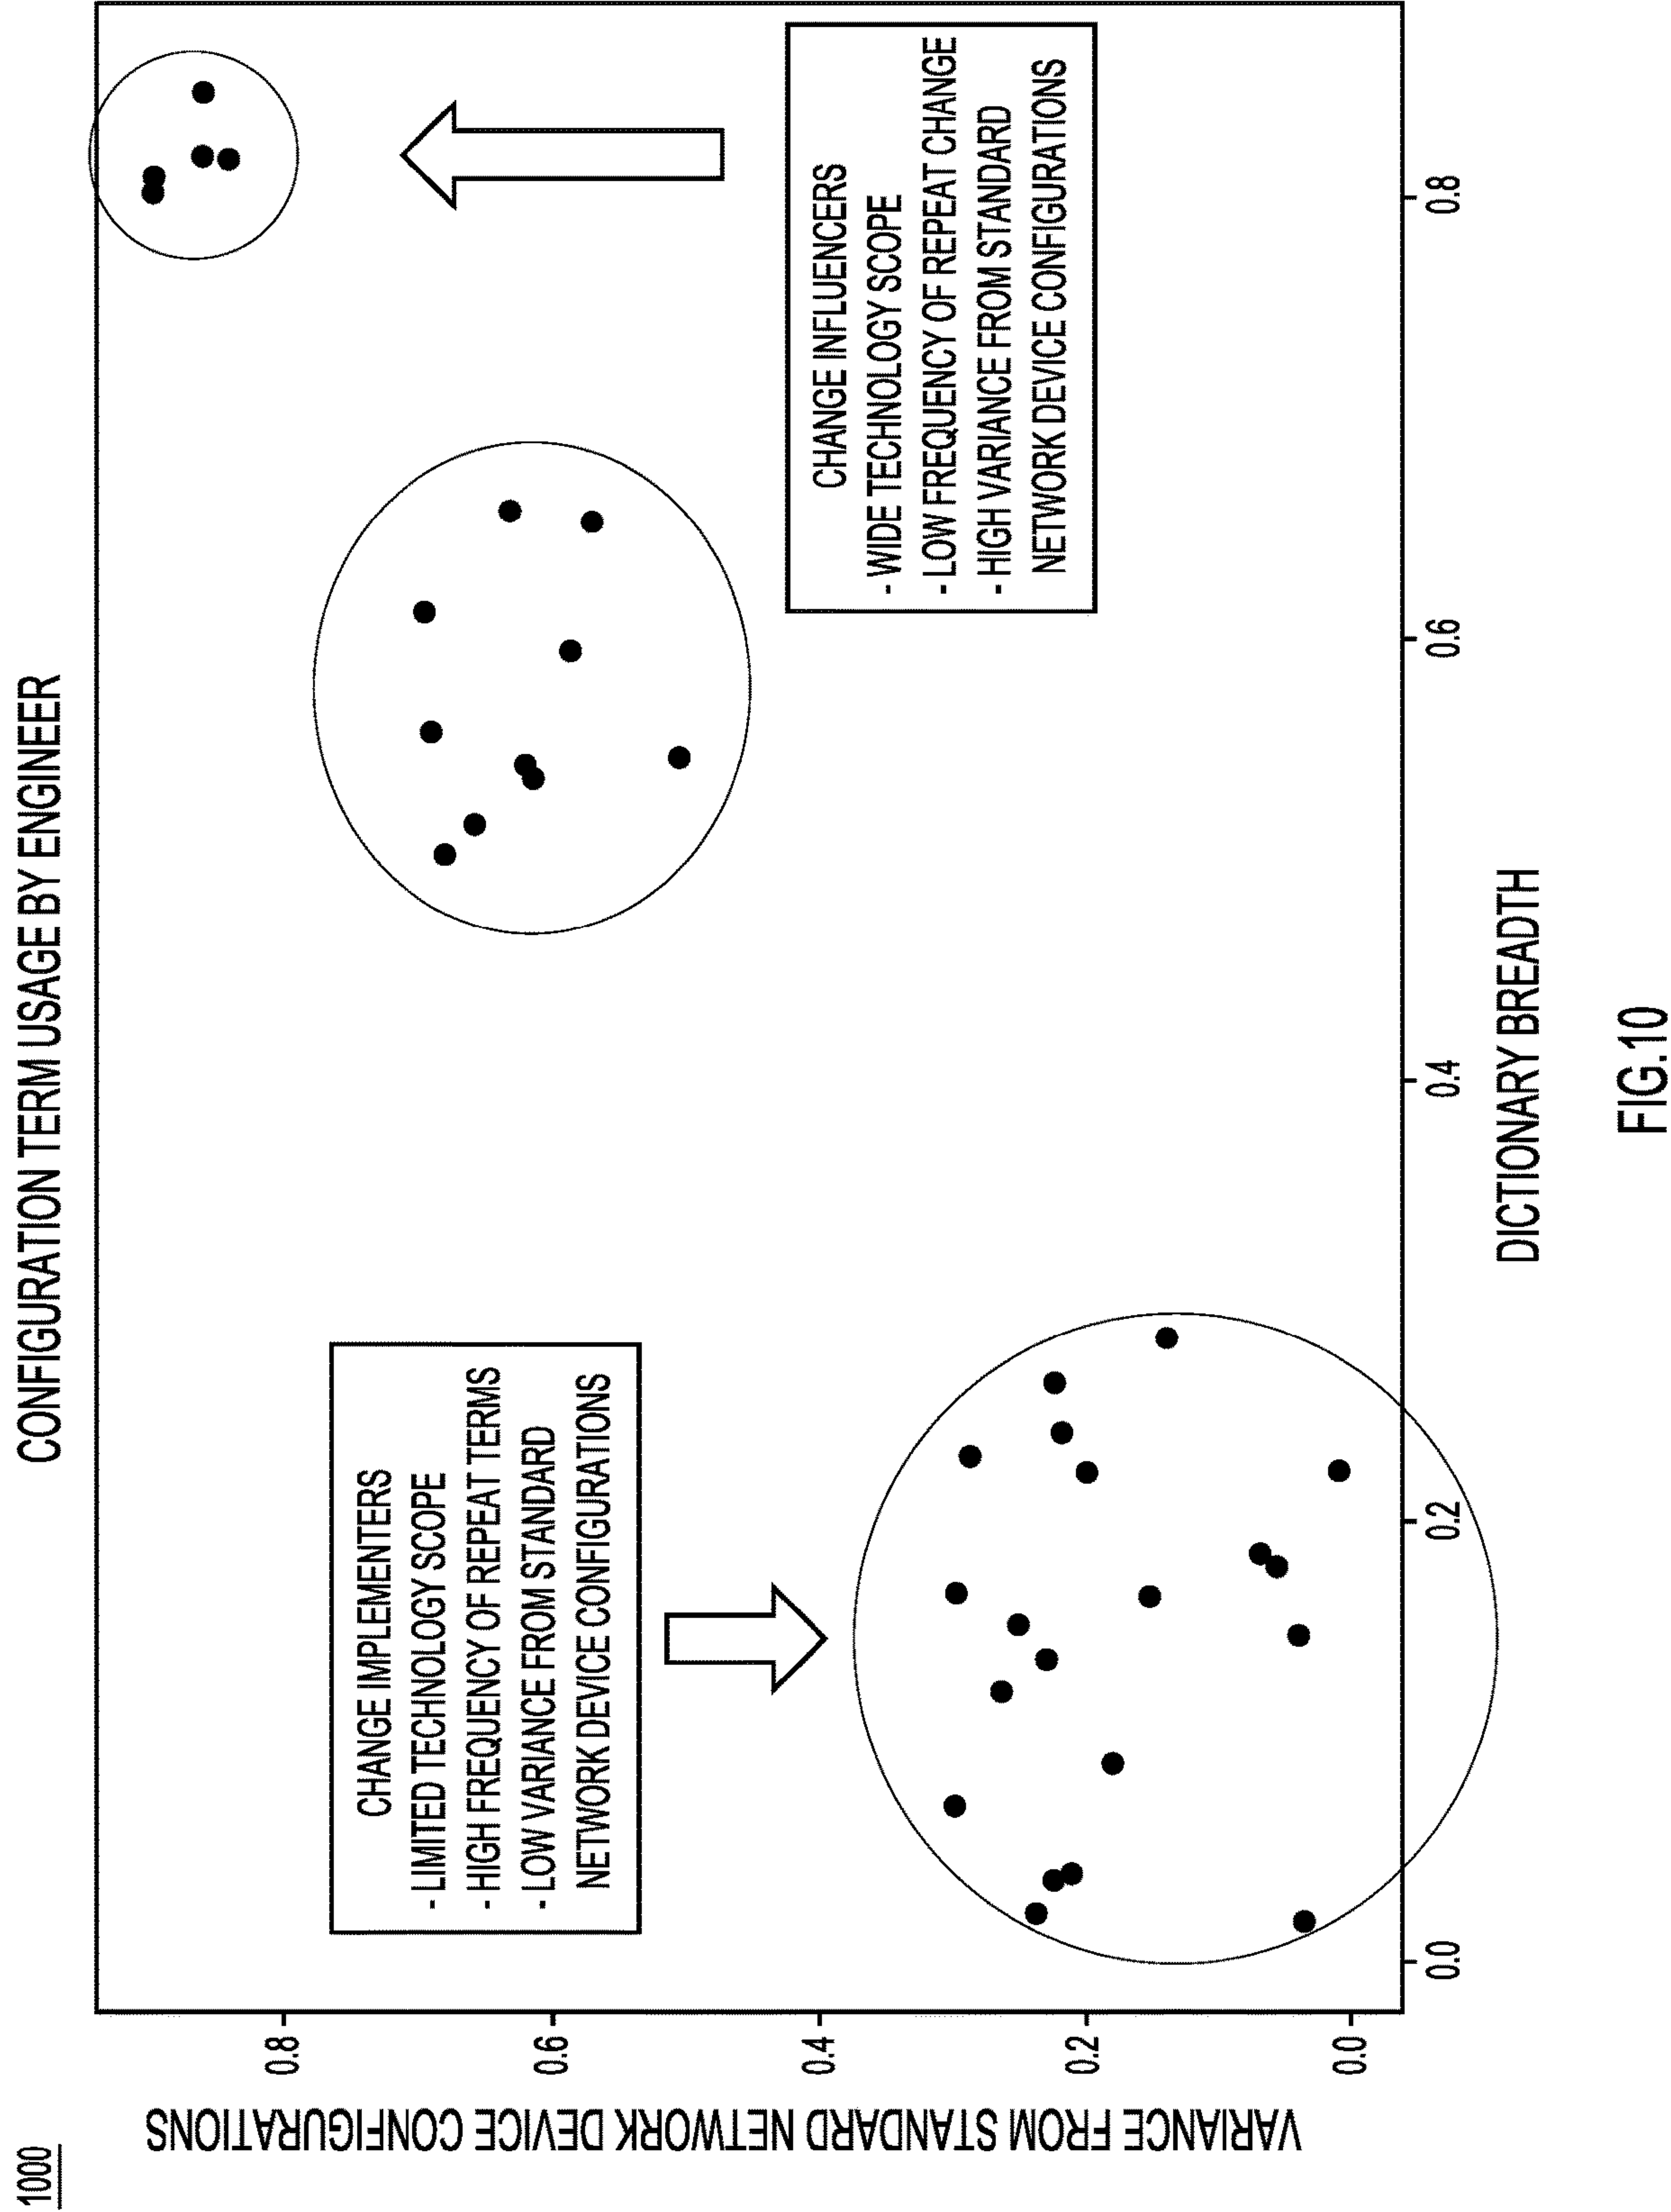 1000
CONFIGURATION TERM USAGE BY ENGINEER
VARIANCE FROM STANDARD NETWORK DEVICE CONFIGURATIONS
0.8
0.6
0.4
0.2
0.0
CHANGE IMPLEMENTERS
- LIMITED TECHNOLOGY SCOPE
- HIGH FREQUENCY OF REPEAT TERMS
- LOW VARIANCE FROM STANDARD
NETWORK DEVICE CONFIGURATIONS
CHANGE INFLUENCERS
- WIDE TECHNOLOGY SCOPE
- LOW FREQUENCY OF REPEAT CHANGE
- HIGH VARIANCE FROM STANDARD
NETWORK DEVICE CONFIGURATIONS
0.0
0.2
0.4
0.6
0.8
DICTIONARY BREADTH
FIG.10